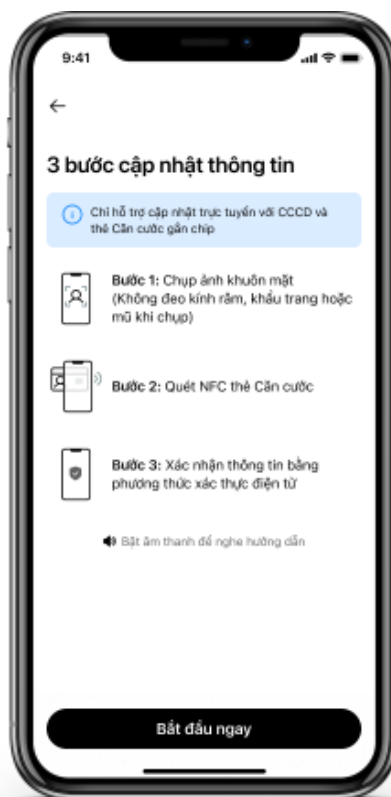 9:41
3 bước cập nhật thông tin
Chỉ hỗ trợ cập nhật trực tuyến với CCCD và
thẻ Căn cước gắn chip
Bước 1: Chụp ảnh khuôn mặt
(Không đeo kính râm, khẩu trang hoặc
mũ khi chụp)
Bước 2: Quét NFC thẻ Căn cước
Bước 3: Xác nhận thông tin bằng
phương thức xác thực điện tử
Bật âm thanh để nghe hướng dẫn
Bắt đầu ngay